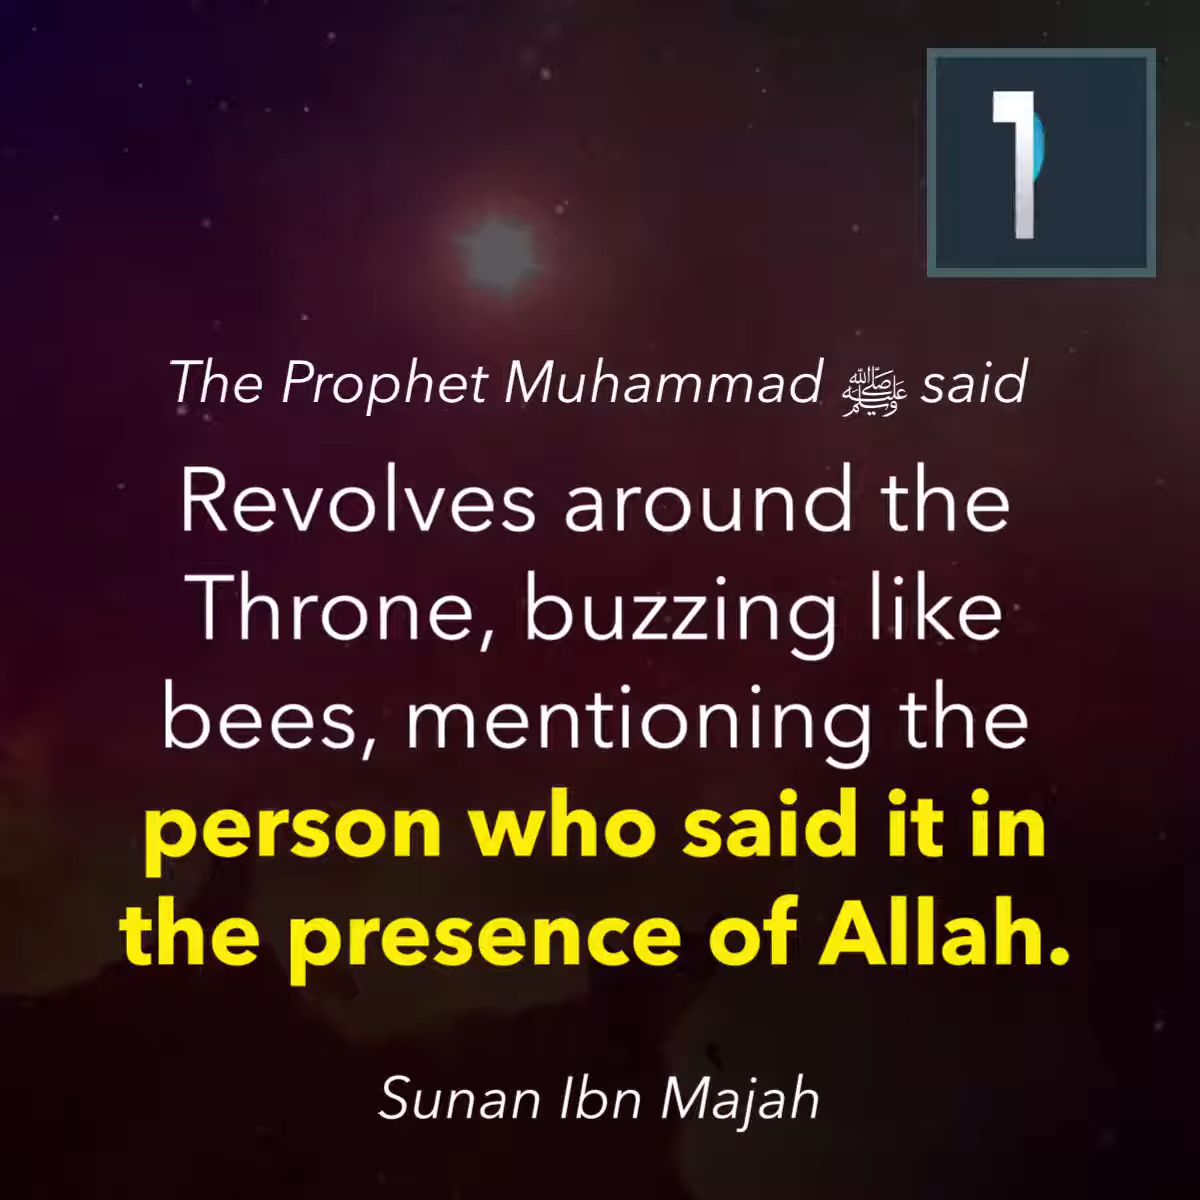 1
The Prophet Muhammad ﷺ said
Revolves around the
Throne, buzzing like
bees, mentioning the
person who said it in
the presence of Allah.
Sunan Ibn Majah